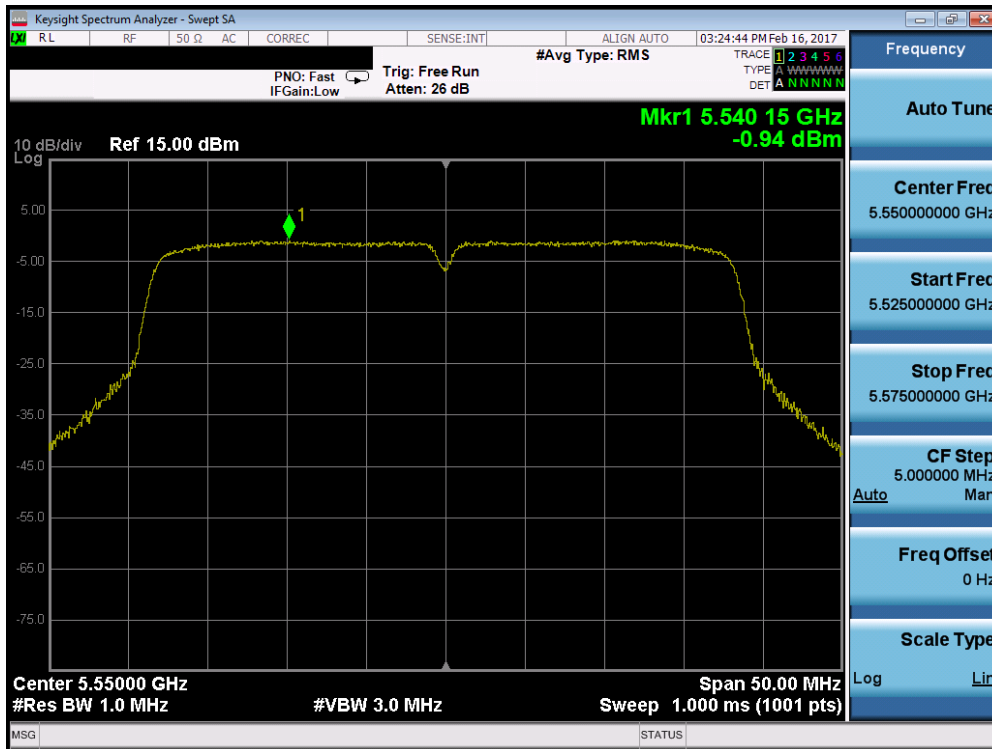 Keysight Spectrum Analyzer - Swept SA
LXI RL RF 50 Ω AC CORREC SENSE:INT ALIGN AUTO 03:24:44 PM Feb 16, 2017
#Avg Type: RMS TRACE 1 2 3 4 5 6
PNO: Fast Trig: Free Run TYPE A WWWWW
IFGain:Low Atten: 26 dB DET A N N N N N
Mkr1 5.540 15 GHz
10 dB/div Ref 15.00 dBm -0.94 dBm
Log
1
5.00
-5.00
-15.0
-25.0
-35.0
-45.0
-55.0
-65.0
-75.0
Center 5.55000 GHz Span 50.00 MHz
#Res BW 1.0 MHz #VBW 3.0 MHz Sweep 1.000 ms (1001 pts)
MSG STATUS
Frequency
Auto Tune
Center Freq
5.550000000 GHz
Start Freq
5.525000000 GHz
Stop Freq
5.575000000 GHz
CF Step
5.000000 MHz
Auto Man
Freq Offset
0 Hz
Scale Type
Log Lin